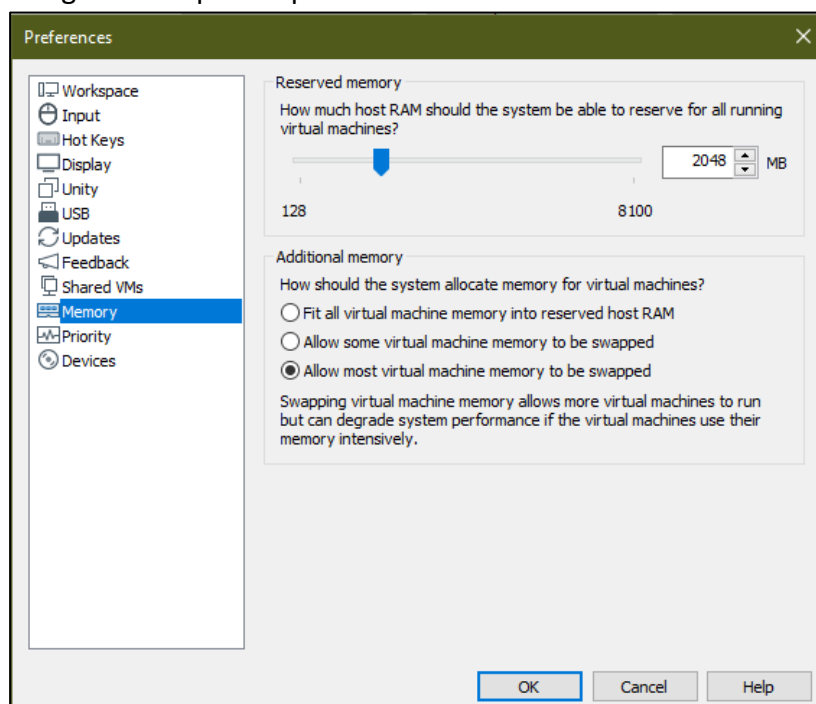 Preferences
Workspace
Input
Hot Keys
Display
Unity
USB
Updates
Feedback
Shared VMs
Memory
Priority
Devices
Reserved memory
How much host RAM should the system be able to reserve for all running
virtual machines?
2048 MB
128 8100
Additional memory
How should the system allocate memory for virtual machines?
Fit all virtual machine memory into reserved host RAM
Allow some virtual machine memory to be swapped
Allow most virtual machine memory to be swapped
Swapping virtual machine memory allows more virtual machines to run
but can degrade system performance if the virtual machines use their
memory intensively.
OK Cancel Help